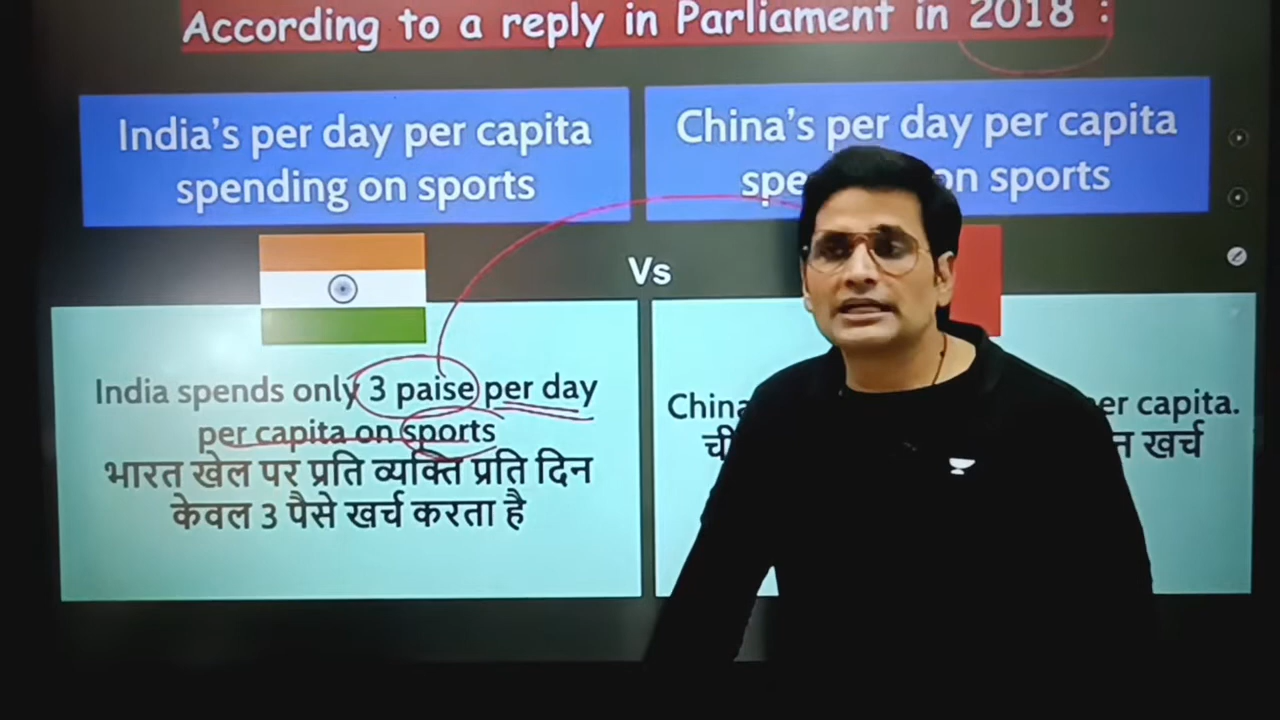 According to a reply in Parliament in 2018 :
India's per day per capita
spending on sports
China's per day per capita
on sports
Vs
India spends only 3 paise per day
per capita on sports
भारत खेल पर प्रति व्यक्ति प्रति दिन
केवल 3 पैसे खर्च करता है
China
capita.
खर्च